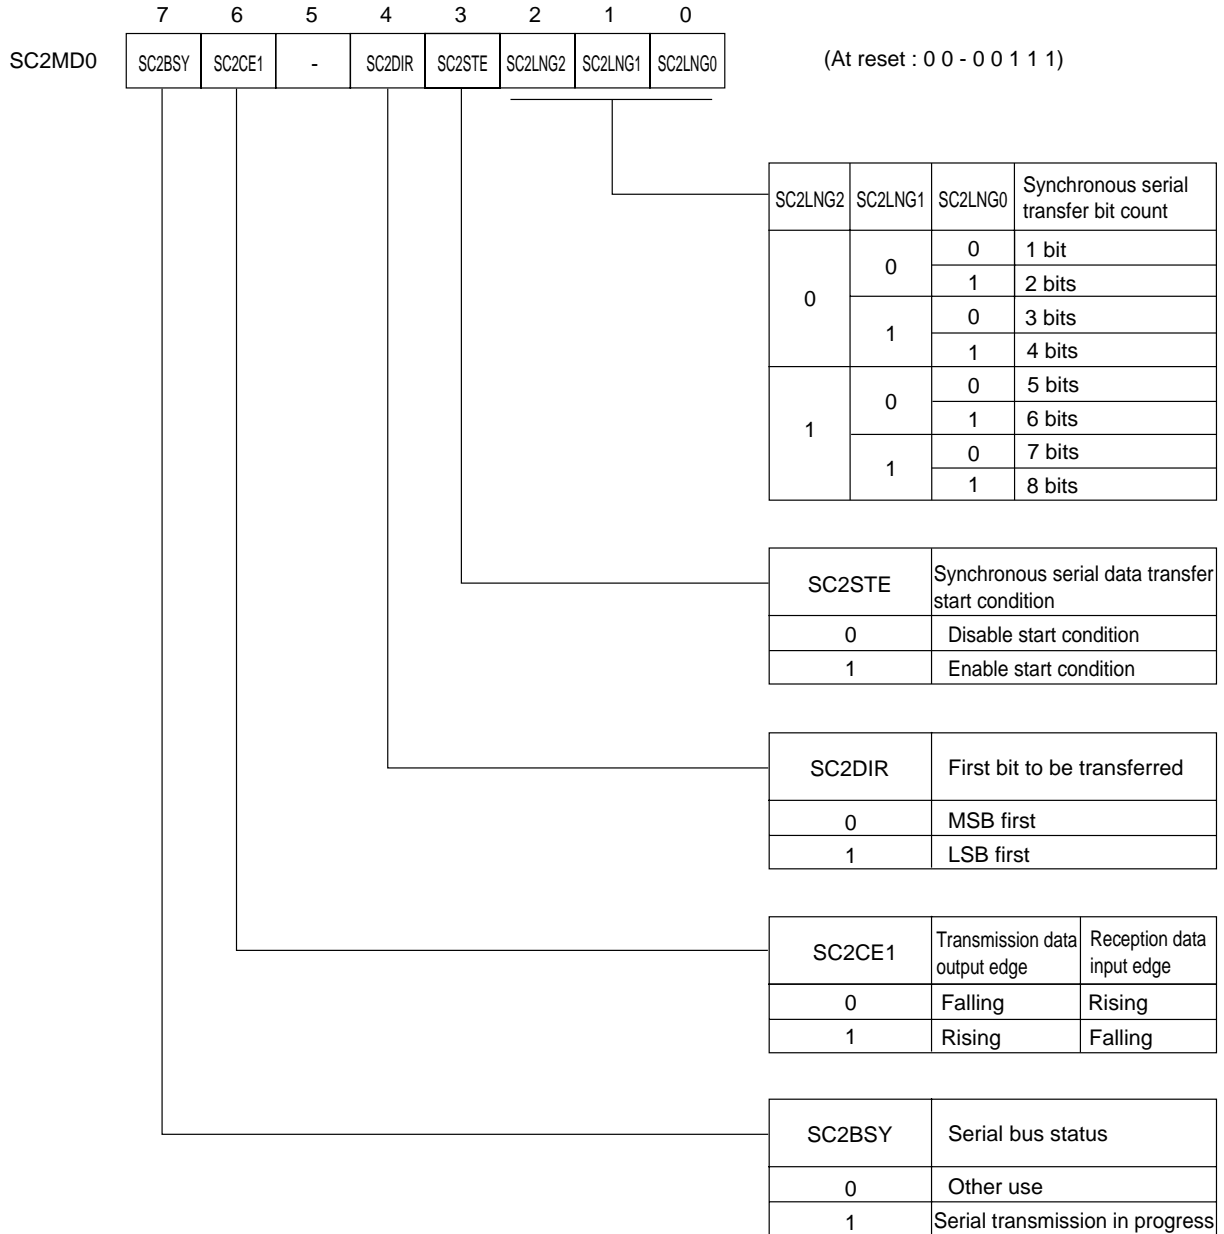 7 6 5 4 3 2 1 0
SC2MD0 SC2BSY SC2CE1 - SC2DIR SC2STE SC2LNG2 SC2LNG1 SC2LNG0 (At reset : 0 0 - 0 0 1 1 1)
SC2LNG2 SC2LNG1 SC2LNG0 Synchronous serial
transfer bit count
0 0 0 1 bit
1 2 bits
1 0 3 bits
1 4 bits
1 0 0 5 bits
1 6 bits
1 0 7 bits
1 8 bits
SC2STE Synchronous serial data transfer
start condition
0 Disable start condition
1 Enable start condition
SC2DIR First bit to be transferred
0 MSB first
1 LSB first
SC2CE1 Transmission data output edge Reception data input edge
0 Falling Rising
1 Rising Falling
SC2BSY Serial bus status
0 Other use
1 Serial transmission in progress